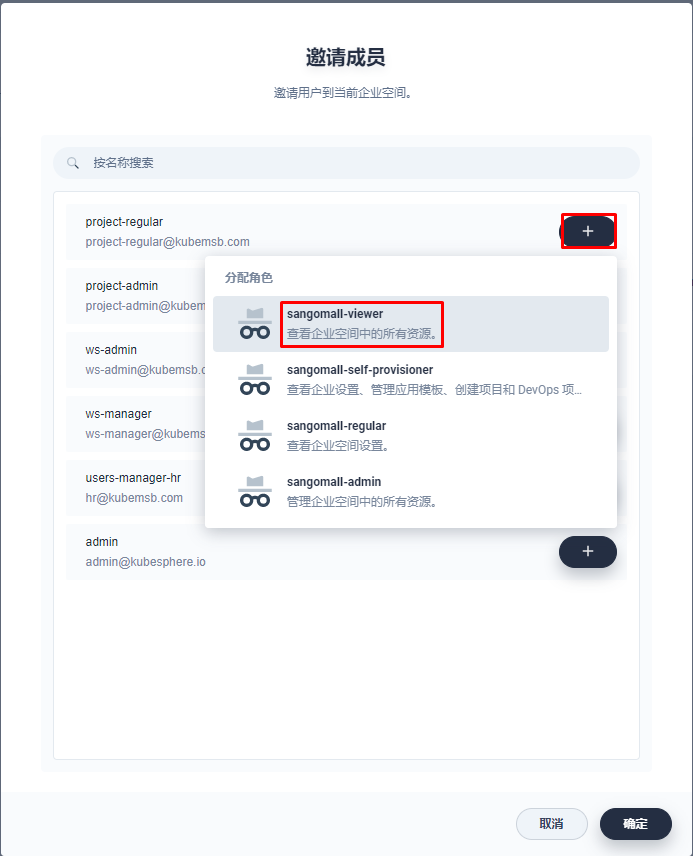 邀请成员
邀请用户到当前企业空间。
按名称搜索
project-regular
project-regular@kubemsb.com
project-admin
project-admin@kubem
ws-admin
ws-admin@kubemsb.c
ws-manager
ws-manager@kubems
users-manager-hr
hr@kubemsb.com
admin
admin@kubesphere.io
分配角色
sangomall-viewer
查看企业空间中的所有资源。
sangomall-self-provisioner
查看企业设置、管理应用模板、创建项目和 DevOps 项...
sangomall-regular
查看企业空间设置。
sangomall-admin
管理企业空间中的所有资源。
取消
确定